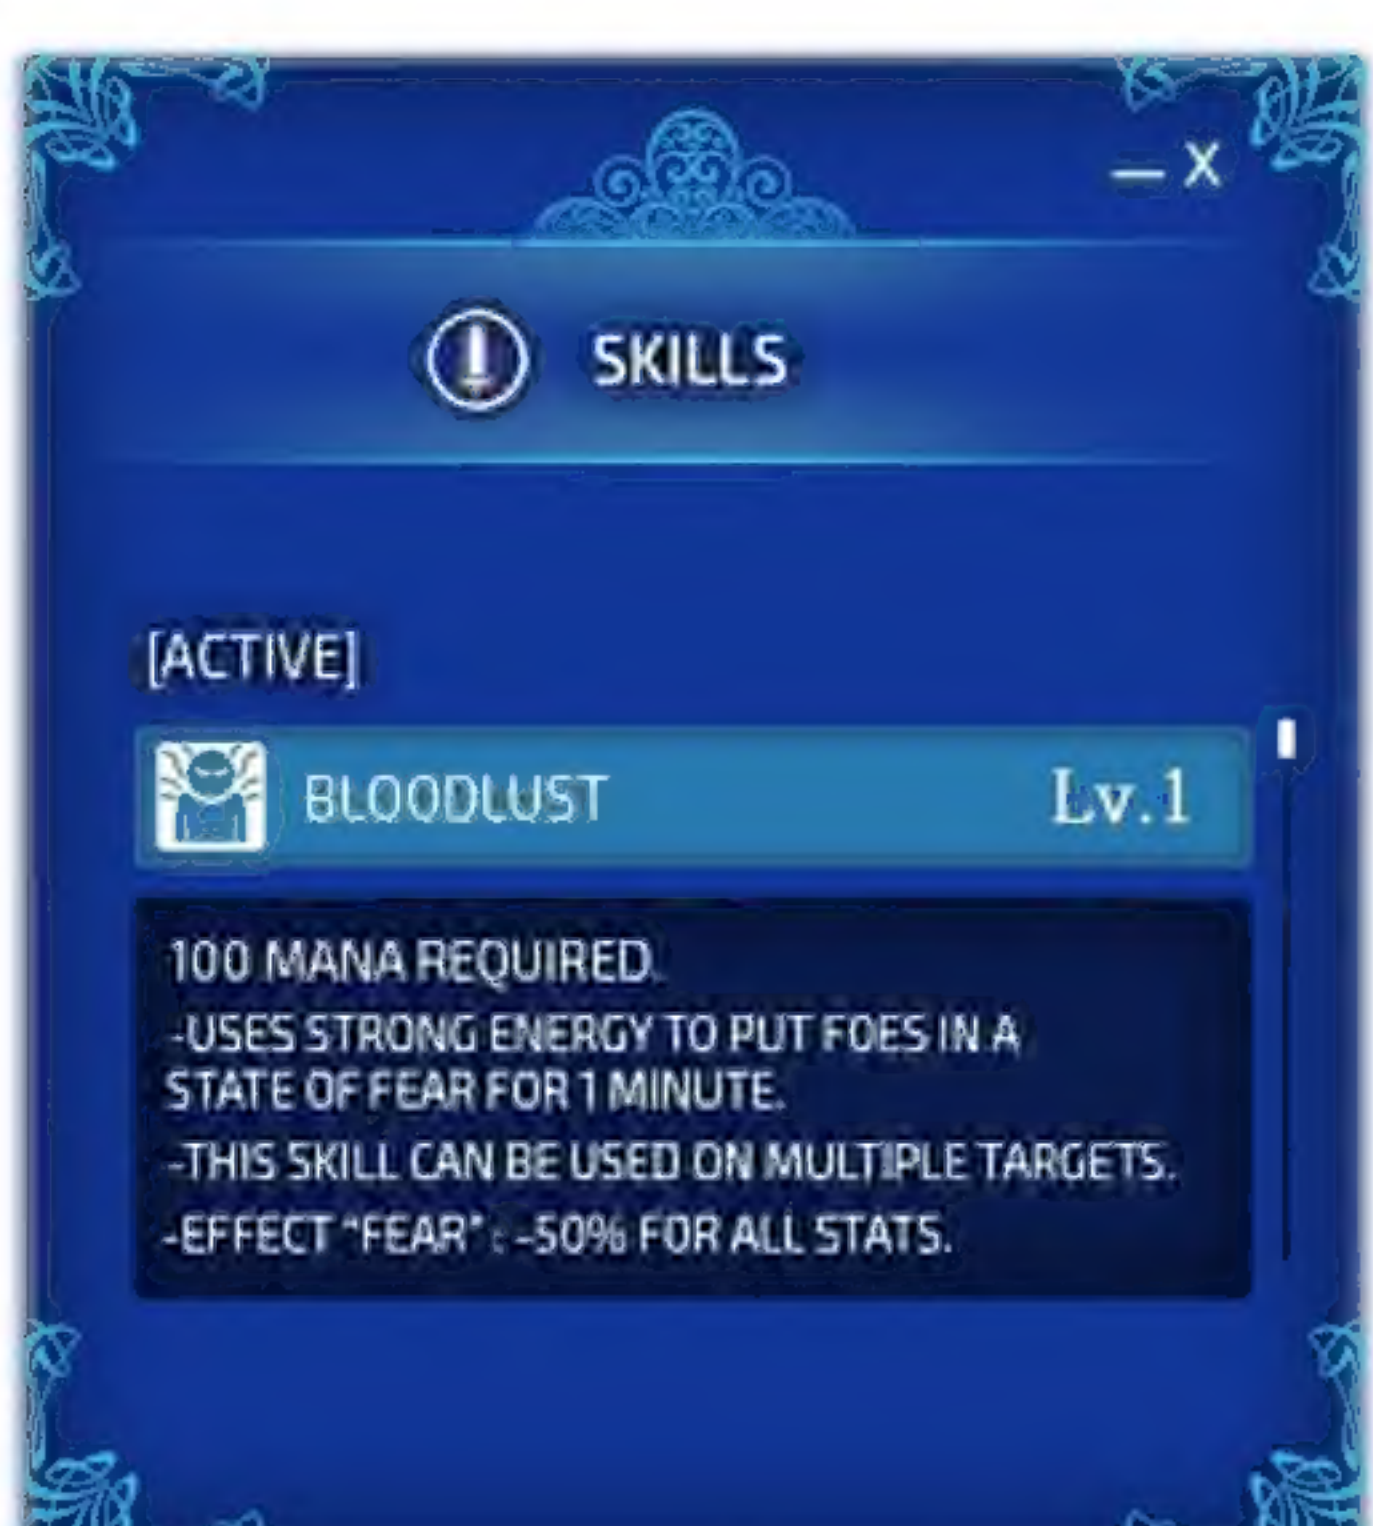 — X
SKILLS
[ACTIVE]
BLOODLUST Lv.1
100 MANA REQUIRED.
-USES STRONG ENERGY TO PUT FOES IN A
STATE OF FEAR FOR 1 MINUTE.
-THIS SKILL CAN BE USED ON MULTIPLE TARGETS.
-EFFECT "FEAR" : -50% FOR ALL STATS.